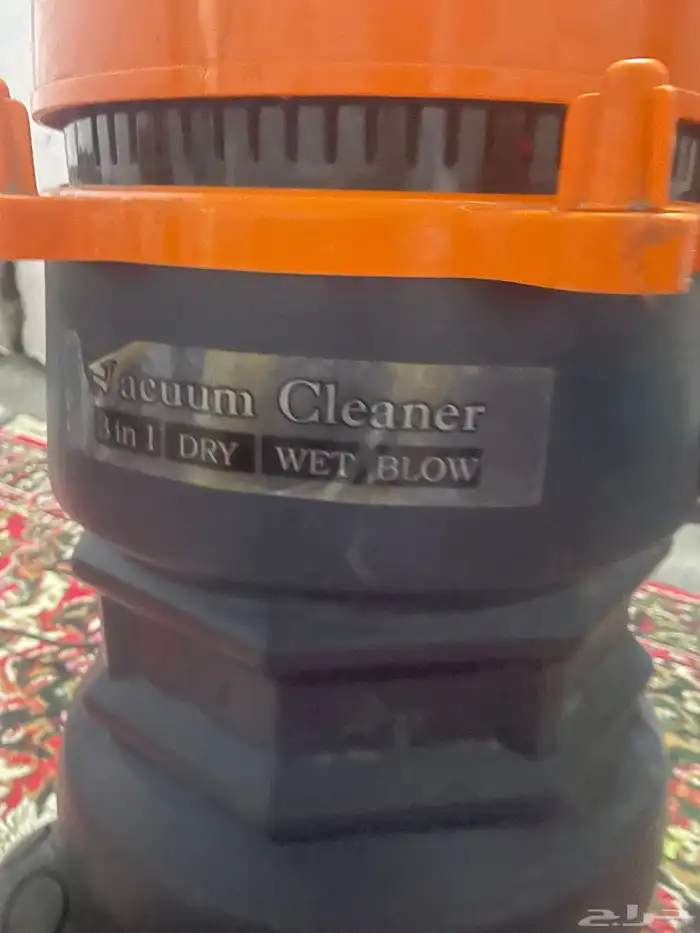 Vacuum Cleaner
3 in 1 DRY WET BLOW
حراج